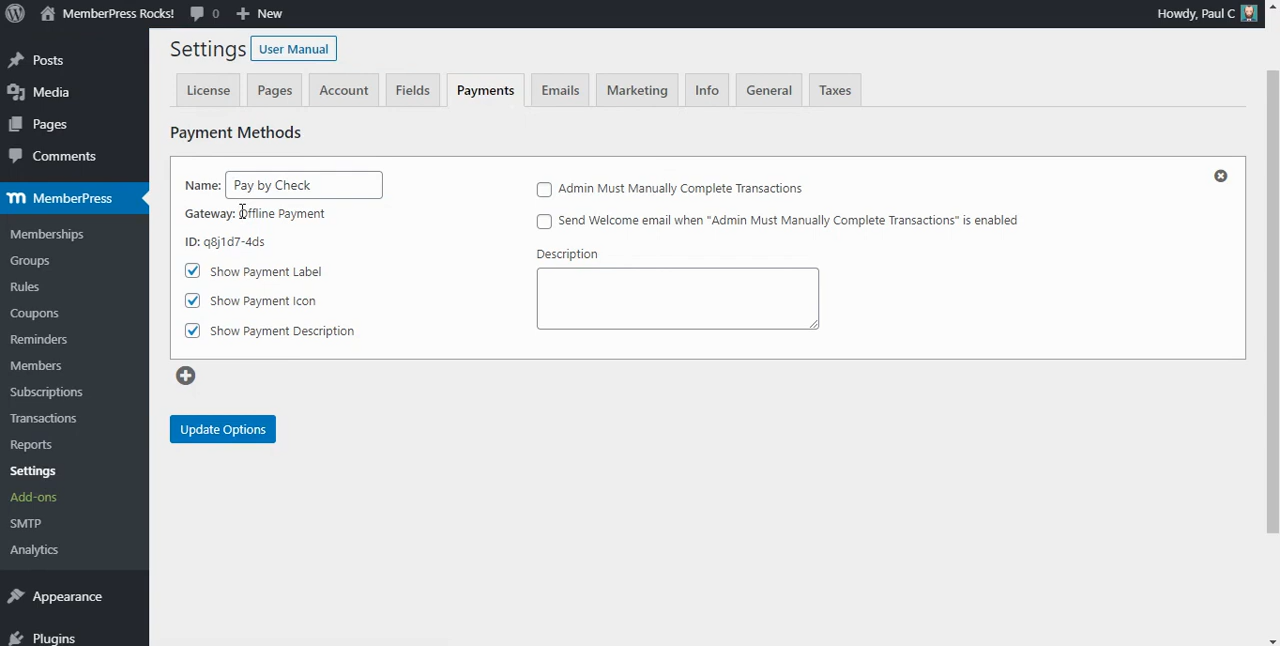 MemberPress Rocks! 0 New Howdy, Paul C
Posts
Media
Pages
Comments
MemberPress
Memberships
Groups
Rules
Coupons
Reminders
Members
Subscriptions
Transactions
Reports
Settings
Add-ons
SMTP
Analytics
Appearance
Plugins
Settings User Manual
License Pages Account Fields Payments Emails Marketing Info General Taxes
Payment Methods
Name: Pay by Check
Gateway: Offline Payment
ID: q8j1d7-4ds
Show Payment Label
Show Payment Icon
Show Payment Description
Admin Must Manually Complete Transactions
Send Welcome email when "Admin Must Manually Complete Transactions" is enabled
Description
Update Options